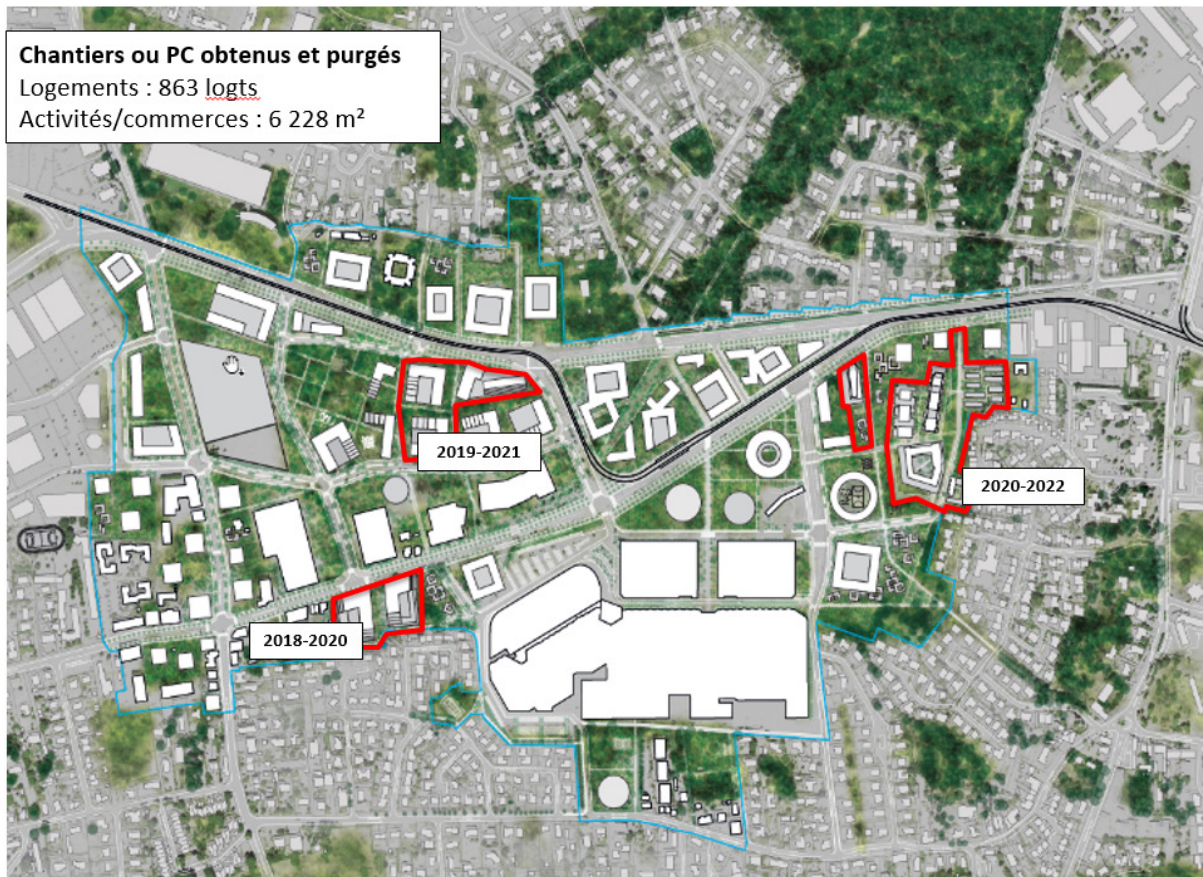 Chantiers ou PC obtenus et purgés
Logements : 863 logts
Activités/commerces : 6 228 m²
2019-2021
2020-2022
2018-2020